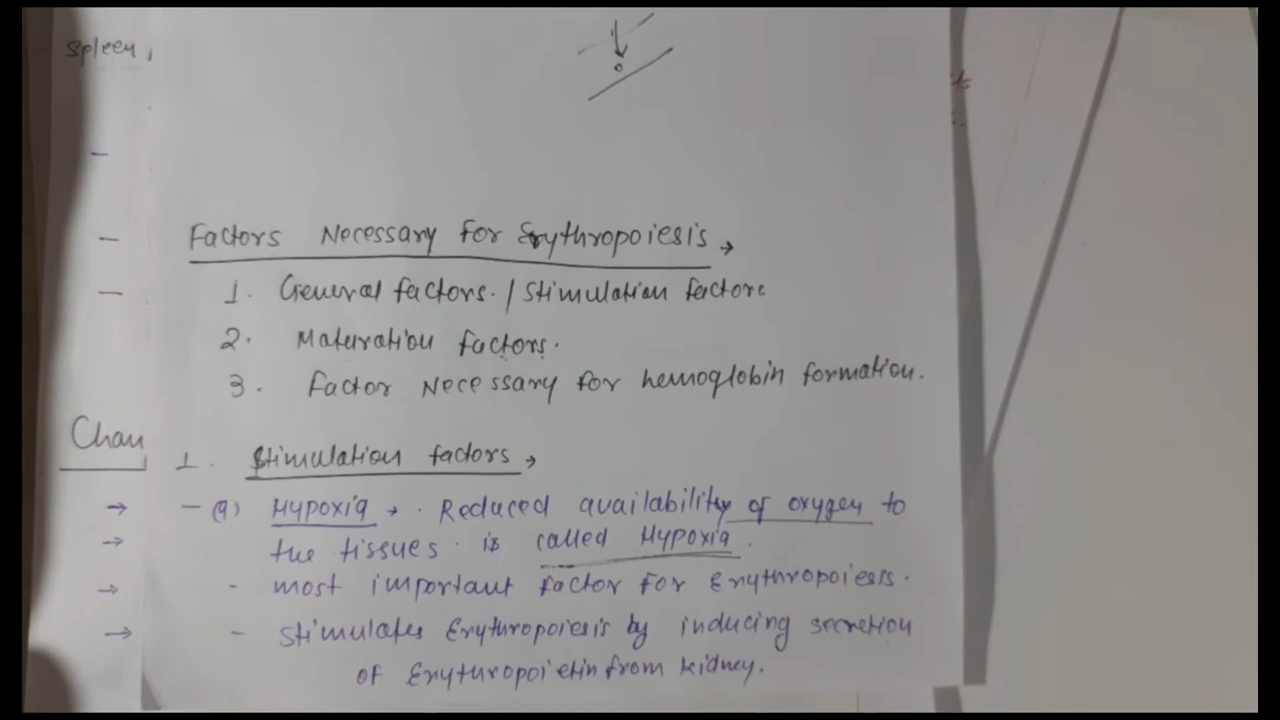 Spleen,
Factors Necessary for Erythropoiesis →
1. General factors. / Stimulation factors
2. Maturation factors.
3. Factor Necessary for hemoglobin formation.
Chan
1. Stimulation factors →
→ - (a) Hypoxia → . Reduced availability of oxygen to
→ the tissues is called Hypoxia.
→ - most important factor for Erythropoiesis.
→ - Stimulates Erythropoiesis by inducing secretion
of Erythropoietin from kidney.